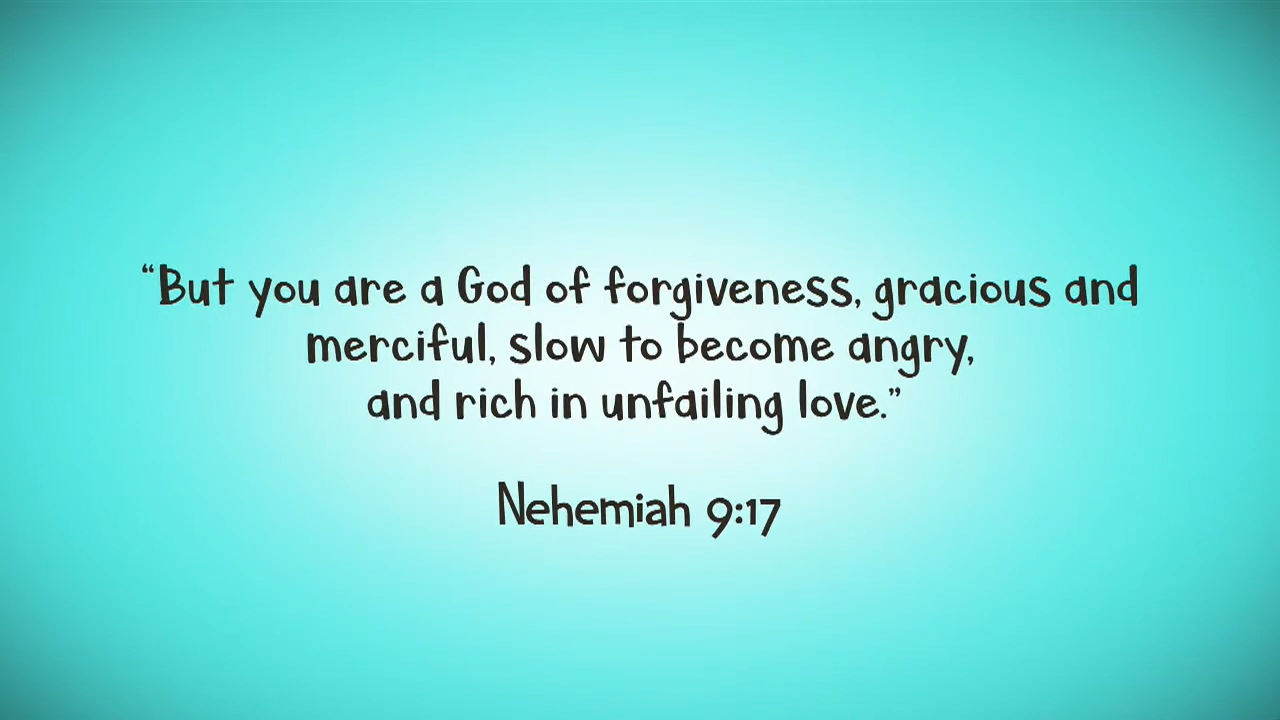 “But you are a God of forgiveness, gracious and
merciful, slow to become angry,
and rich in unfailing love.”
Nehemiah 9:17